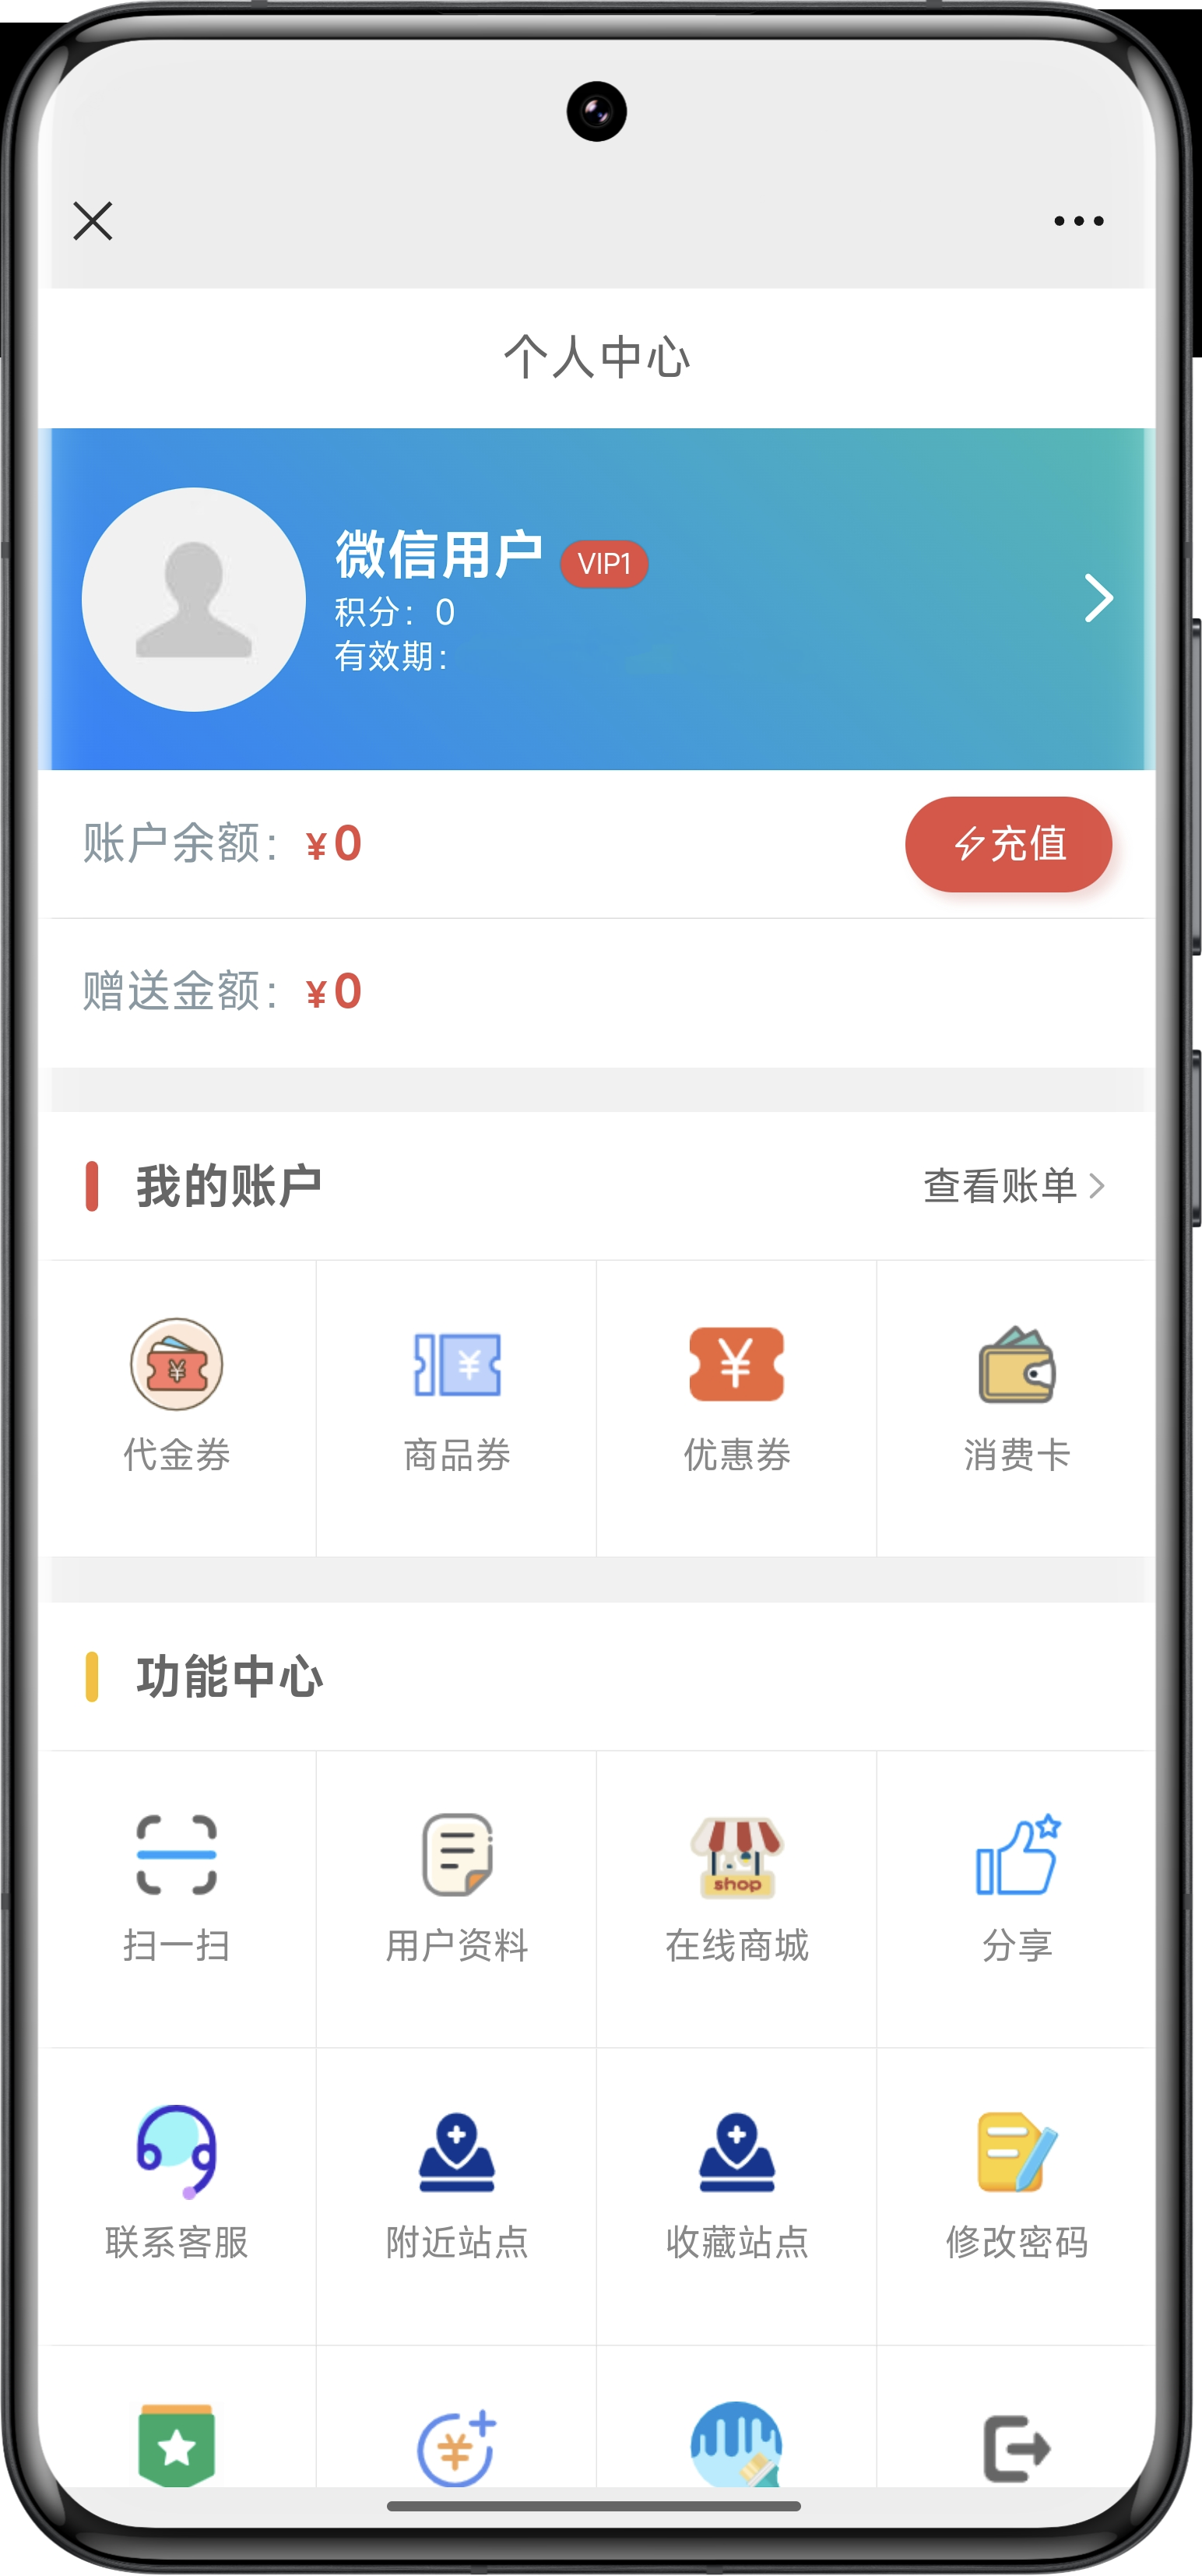 个人中心
微信用户 VIP1
积分：0
有效期：
账户余额：¥0 充值
赠送金额：¥0
我的账户 查看账单
代金券 商品券 优惠券 消费卡
功能中心
shop
扫一扫 用户资料 在线商城 分享
联系客服 附近站点 收藏站点 修改密码